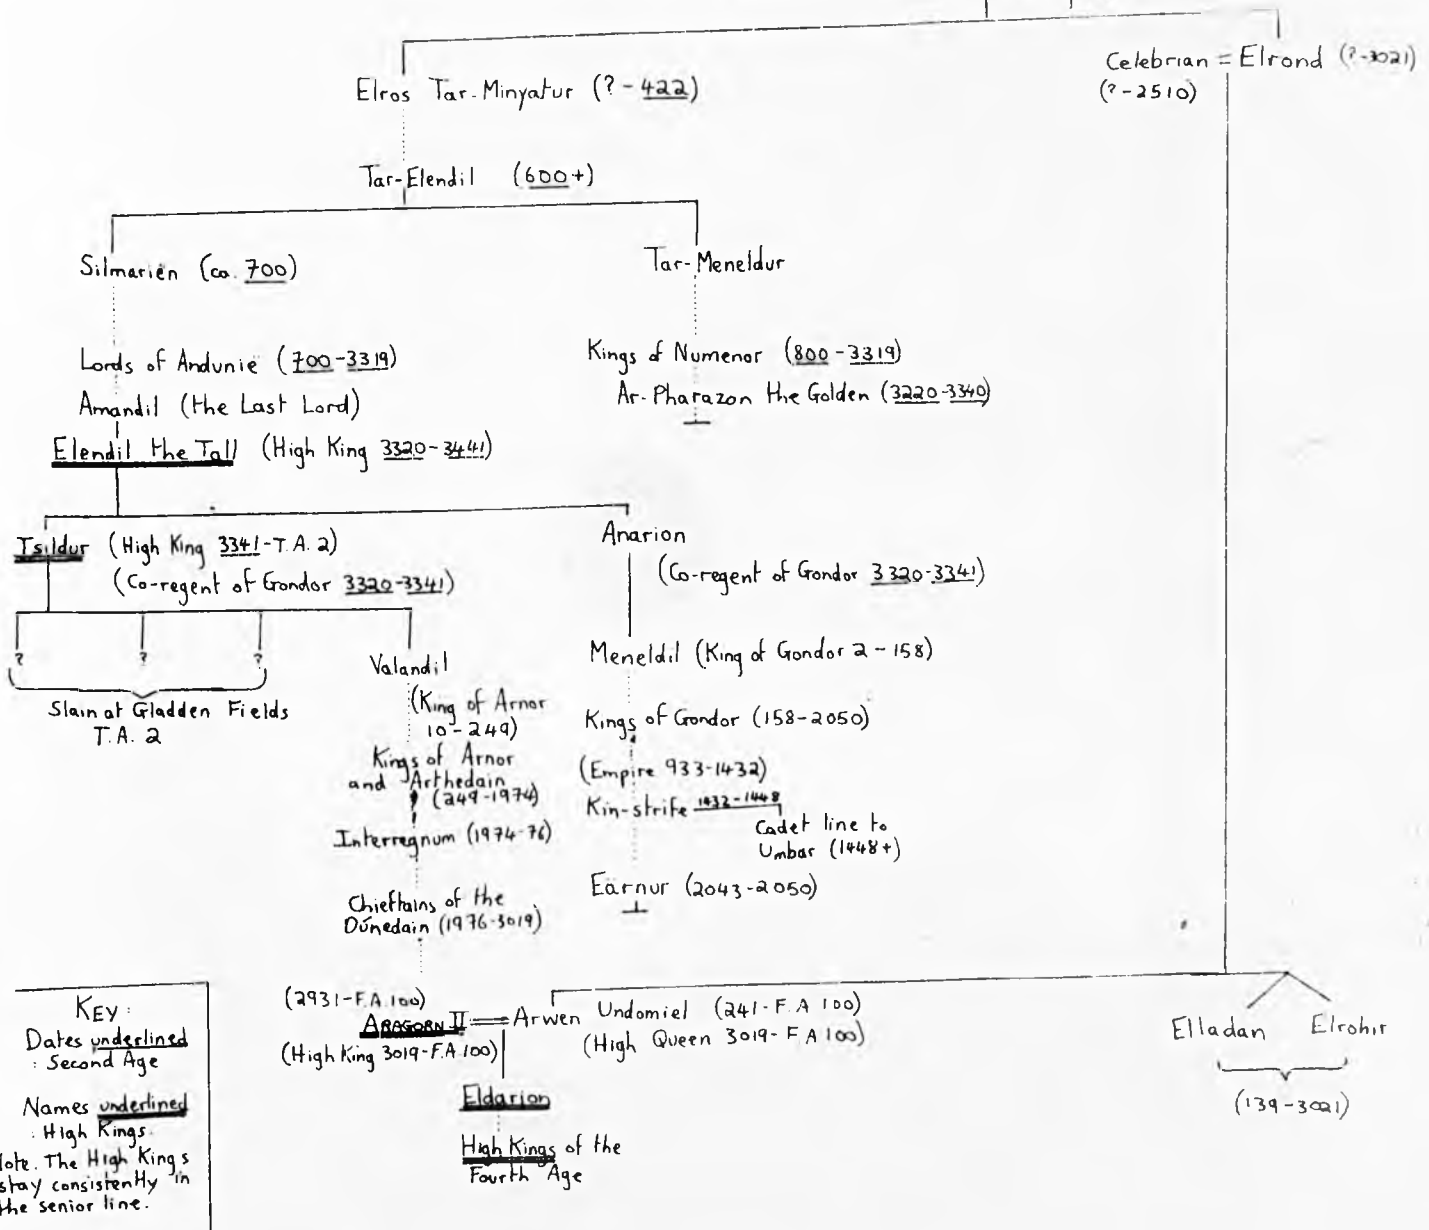 Celebrian = Elrond (?-3021)
(?-2510)
Elros Tar-Minyatur (?-422)
Tar-Elendil (600+)
Silmariën (ca. 700)
Tar-Meneldur
Lords of Andunie (700-3319)
Kings of Numenor (800-3319)
Amandil (the Last Lord)
Ar-Pharazon the Golden (3220-3340)
Elendil the Tall (High King 3320-3441)
Isildur (High King 3341-T.A. 2)
(Co-regent of Gondor 3320-3341)
Anarion
(Co-regent of Gondor 3320-3341)
? ? ?
Slain at Gladden Fields
T.A. 2
Valandil
(King of Arnor
10-249)
Kings of Arnor
and Arthedain
(249-1974)
Interregnum (1974-76)
Chieftains of the
Dúnedain (1976-3019)
Meneldil (King of Gondor 2-158)
Kings of Gondor (158-2050)
(Empire 933-1432)
Kin-strife 1432-1448
Cadet line to
Umbar (1448+)
Eärnur (2043-2050)
(2931-F.A.100)
ARAGORN II = Arwen Undomiel (241-F.A 100)
(High King 3019-F.A.100)
(High Queen 3019-F.A 100)
Elladan Elrohir
(139-3021)
Eldarion
High Kings of the
Fourth Age
KEY:
Dates underlined
: Second Age
Names underlined
: High Kings.
Note. The High Kings
stay consistently in
the senior line.